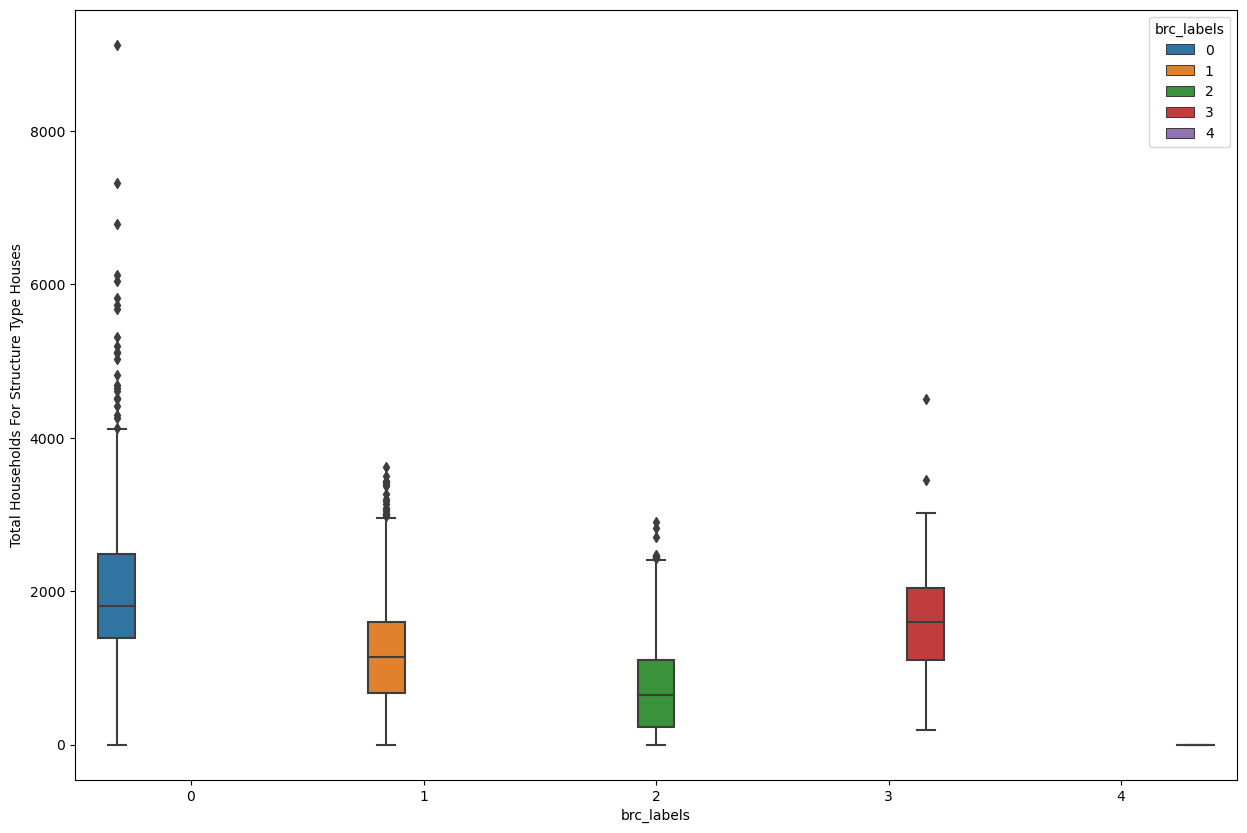 brc_labels
0
1
2
3
4
8000
6000
4000
2000
0
Total Households For Structure Type Houses
0 1 2 3 4
brc_labels